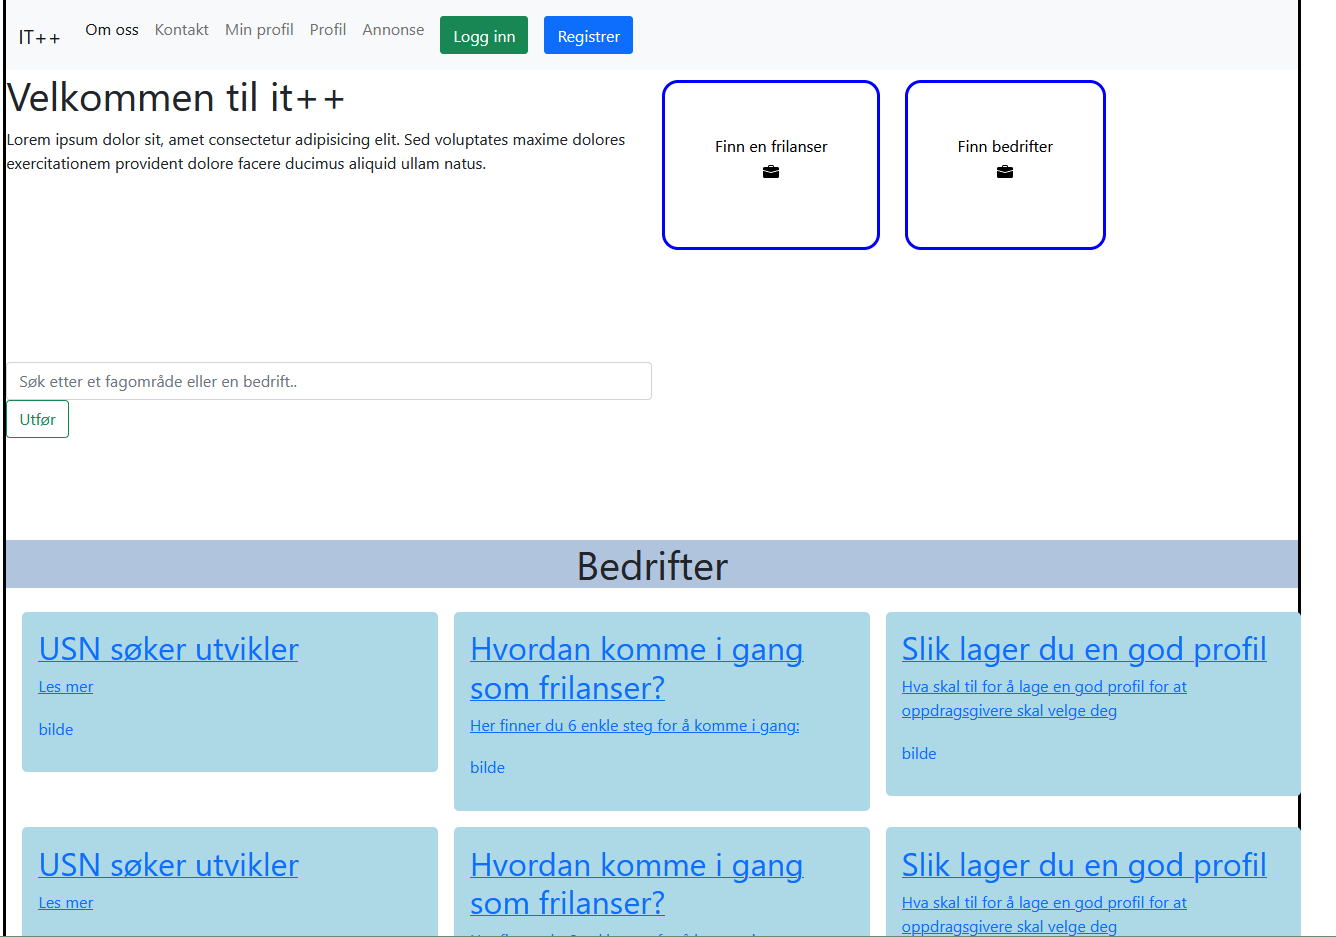 IT++ Om oss Kontakt Min profil Profil Annonse Logg inn Registrer
Velkommen til it++
Lorem ipsum dolor sit, amet consectetur adipisicing elit. Sed voluptates maxime dolores
exercitationem provident dolore facere ducimus aliquid ullam natus.
Finn en frilanser
Finn bedrifter
Søk etter et fagområde eller en bedrift..
Utfør
Bedrifter
USN søker utvikler
Les mer
bilde
Hvordan komme i gang
som frilanser?
Her finner du 6 enkle steg for å komme i gang:
bilde
Slik lager du en god profil
Hva skal til for å lage en god profil for at
oppdragsgivere skal velge deg
bilde
USN søker utvikler
Les mer
Hvordan komme i gang
som frilanser?
Slik lager du en god profil
Hva skal til for å lage en god profil for at
oppdragsgivere skal velge deg